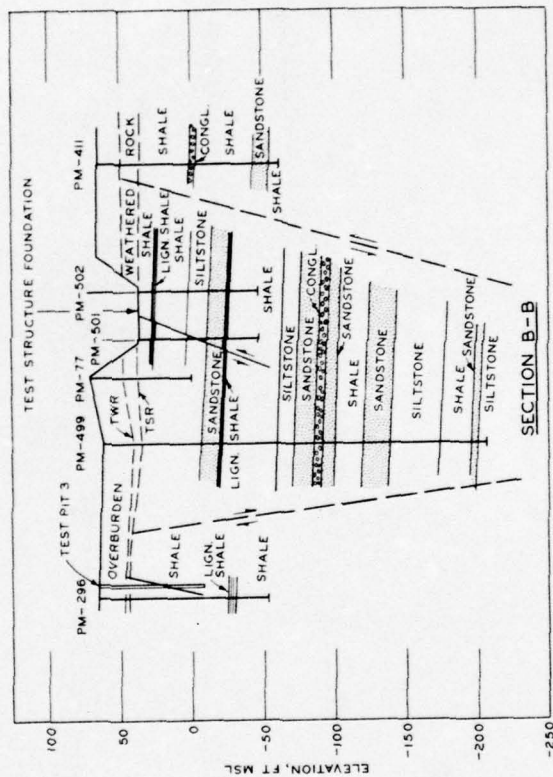 TEST STRUCTURE FOUNDATION
PM-296
TEST PIT 3
PM-499
PM-77
PM-501
PM-502
PM-411
100
50
0
-50
-100
-150
-200
-250
ELEVATION, FT MSL
OVERBURDEN
TWR
TSR
WEATHERED ROCK
SHALE
LIGN.
SHALE
SHALE
SANDSTONE
LIGN. SHALE
SHALE
LIGN SHALE
SHALE
SILTSTONE
SHALE
SILTSTONE
SANDSTONE
CONGL.
SANDSTONE
SHALE
SANDSTONE
SILTSTONE
SHALE
SANDSTONE
SILTSTONE
SHALE
CONGL.
SHALE
SANDSTONE
SHALE
SECTION B-B